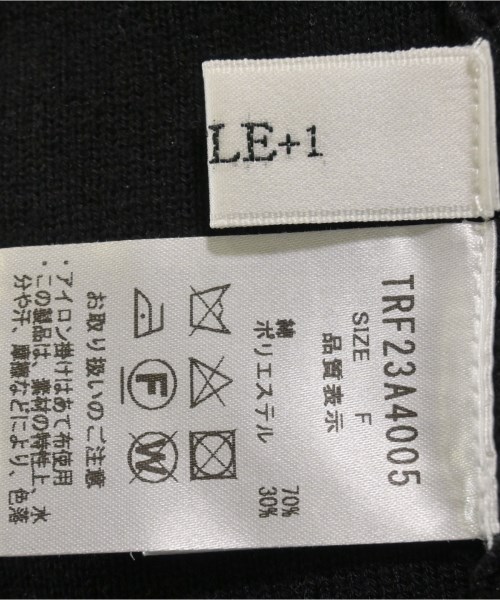 LE+1
TRF23A4005
SIZE F
品質表示
綿 70%
ポリエステル 30%
F W
お取り扱いのご注意
・アイロン掛けはあて布使用
・この製品は、素材の特性上、水
分や汗、摩擦などにより、色落